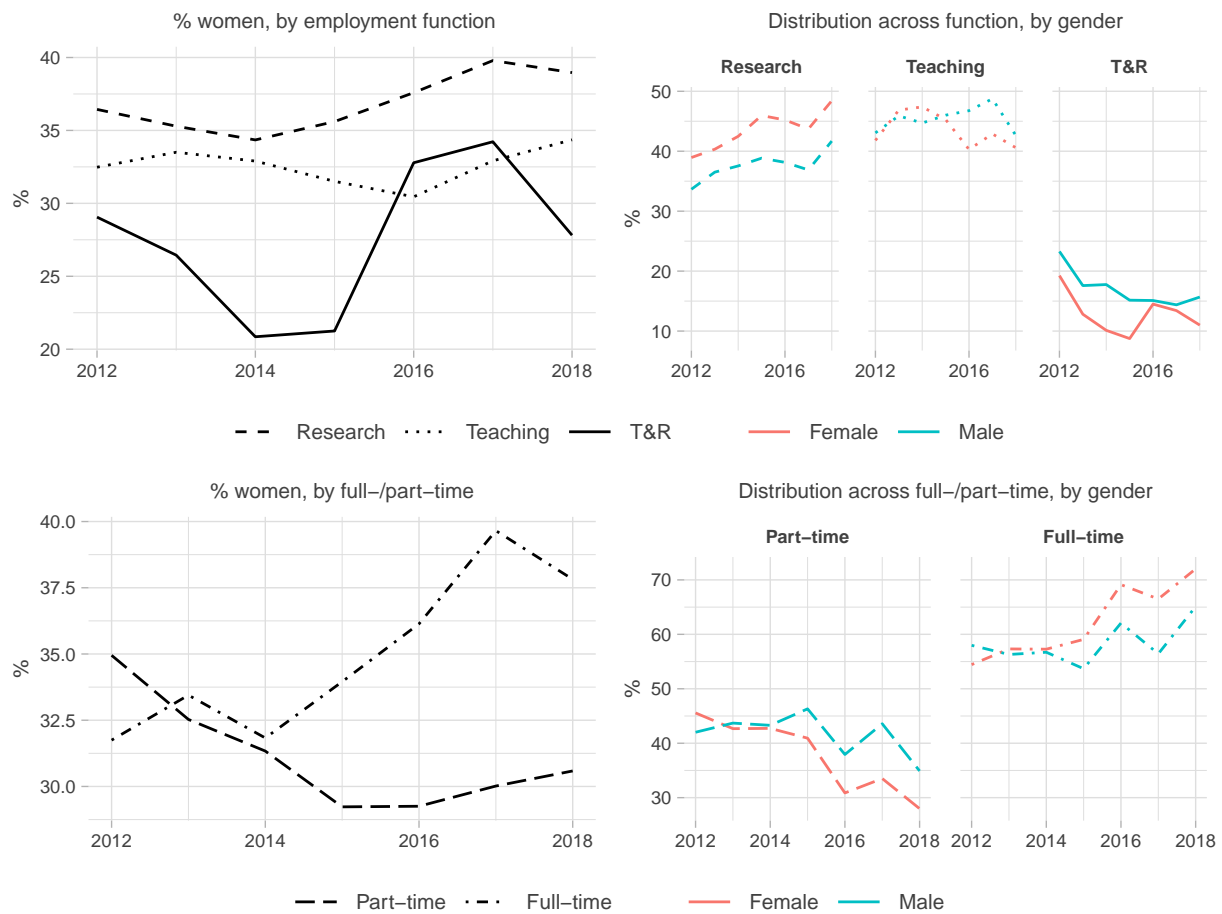 % women, by employment function
40
35
30
25
20
%
2012 2014 2016 2018
Distribution across function, by gender
Research Teaching T&R
50
40
30
20
10
%
2012 2016 2012 2016 2012 2016
Research Teaching T&R
Female Male
% women, by full−/part−time
40.0
37.5
35.0
32.5
30.0
%
2012 2014 2016 2018
Distribution across full−/part−time, by gender
Part−time Full−time
70
60
50
40
30
%
2012 2014 2016 2018 2012 2014 2016 2018
Part−time Full−time
Female Male